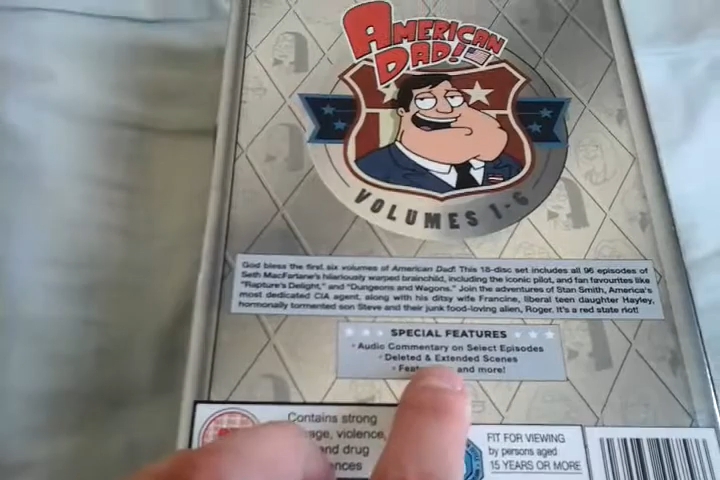 AMERICAN
DAD!
VOLUMES 1-6
God bless the first six volumes of American Dad! This 18-disc set includes all 96 episodes of
Seth MacFarlane's hilariously warped brainchild, including the iconic pilot, and fan favourites like
"Rapture's Delight," and "Dungeons and Wagons." Join the adventures of Stan Smith, America's
most dedicated CIA agent, along with his ditsy wife Francine, liberal teen daughter Hayley,
hormonally tormented son Steve and their junk food-loving alien, Roger. It's a red state riot!
SPECIAL FEATURES
• Audio Commentary on Select Episodes
• Deleted & Extended Scenes
• and more!
Contains strong
violence,
and drug
FIT FOR VIEWING
by persons aged
15 YEARS OR MORE